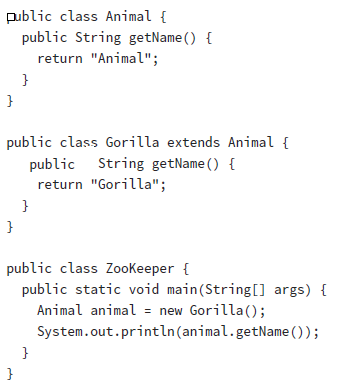 public class Animal {
  public String getName() {
    return "Animal";
  }
}

public class Gorilla extends Animal {
   public   String getName() {
    return "Gorilla";
  }
}

public class ZooKeeper {
  public static void main(String[] args) {
    Animal animal = new Gorilla();
    System.out.println(animal.getName());
  }
}